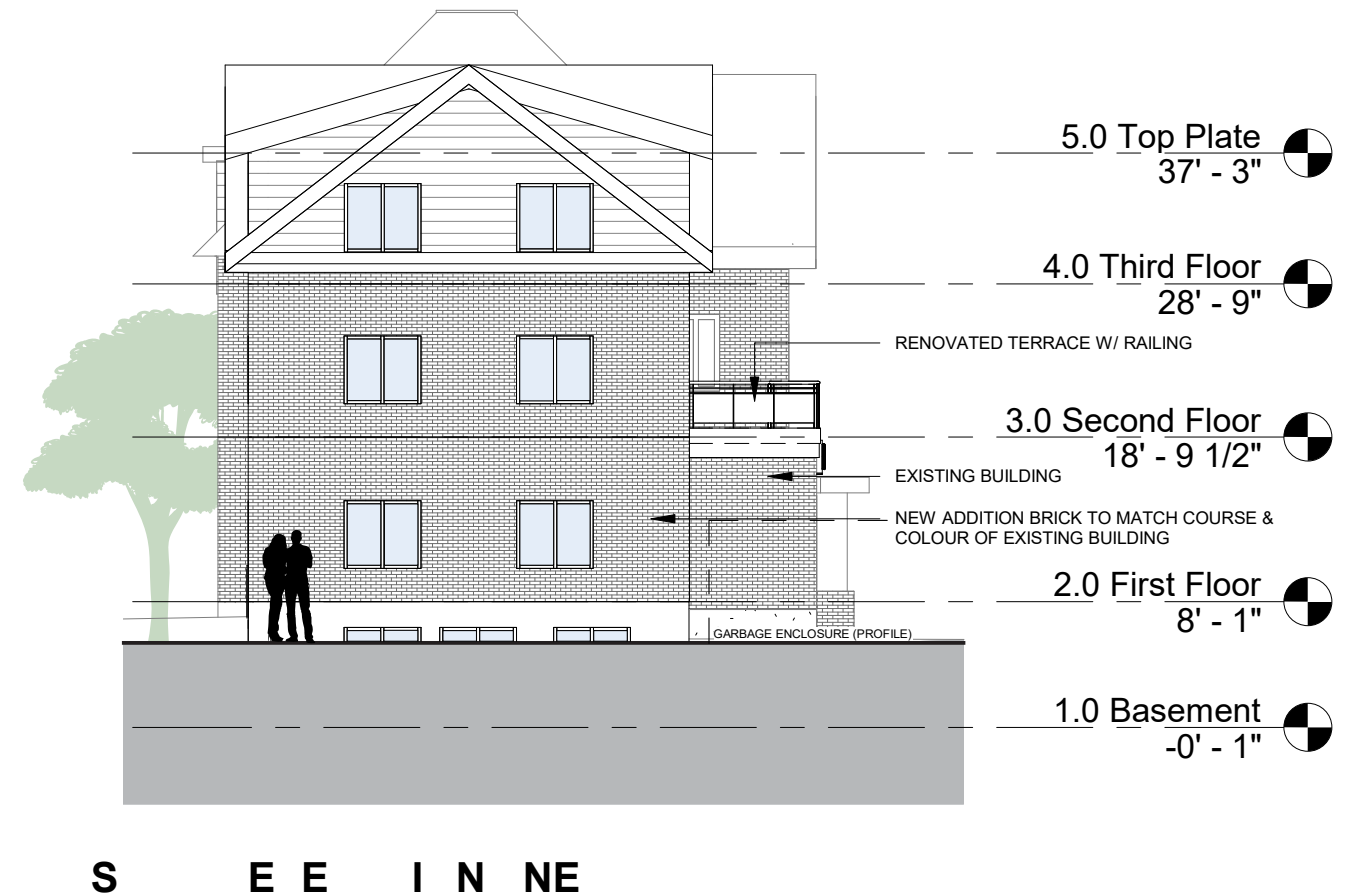 5.0 Top Plate
37' - 3"
4.0 Third Floor
28' - 9"
RENOVATED TERRACE W/ RAILING
3.0 Second Floor
18' - 9 1/2"
EXISTING BUILDING
NEW ADDITION BRICK TO MATCH COURSE &
COLOUR OF EXISTING BUILDING
2.0 First Floor
8' - 1"
GARBAGE ENCLOSURE (PROFILE)
1.0 Basement
-0' - 1"
S E E I N NE